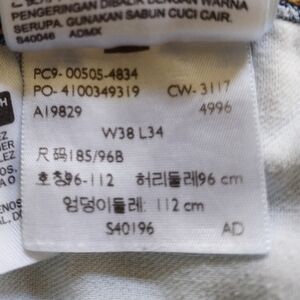 PENGERINGAN DIBALIK DENGAN WARNA
SERUPA. GUNAKAN SABUN CUCI CAIR.
S40046 ADMX
PC9- 00505-4834
PO- 4100349319 CW- 3117
A19829 4996
W38 L34
尺码185/96B
호칭96-112 허리둘레96 cm
엉덩이둘레: 112 cm
S40196 AD